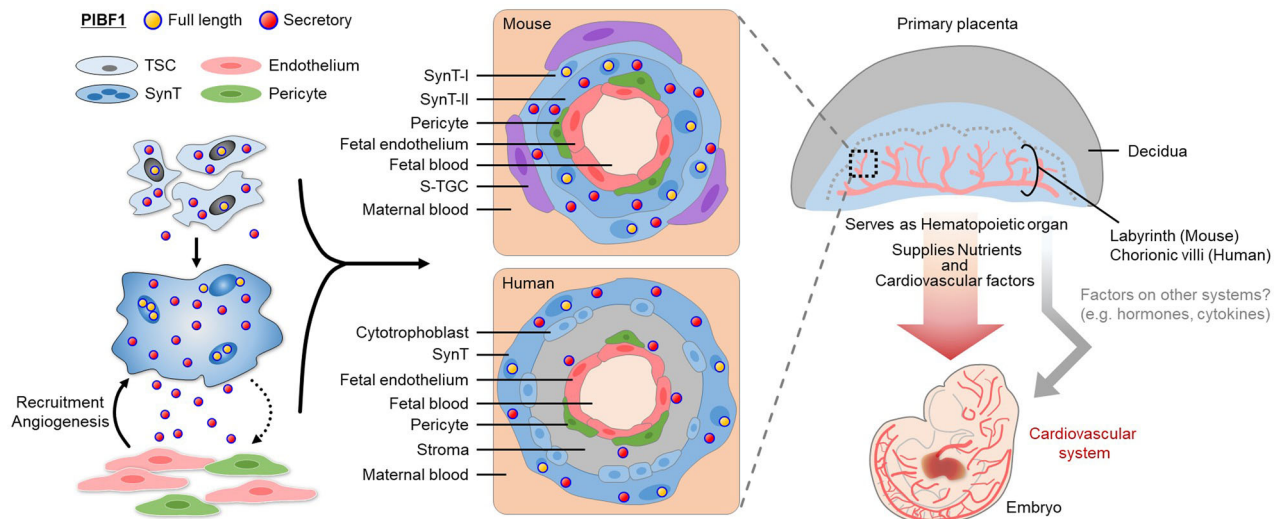 PIBF1 Full length Secretory
TSC Endothelium
SynT Pericyte
Recruitment
Angiogenesis
Mouse
SynT-I
SynT-II
Pericyte
Fetal endothelium
Fetal blood
S-TGC
Maternal blood
Human
Cytotrophoblast
SynT
Fetal endothelium
Fetal blood
Pericyte
Stroma
Maternal blood
Primary placenta
Decidua
Labyrinth (Mouse)
Chorionic villi (Human)
Serves as Hematopoietic organ
Supplies Nutrients
and
Cardiovascular factors
Factors on other systems?
(e.g. hormones, cytokines)
Cardiovascular
system
Embryo